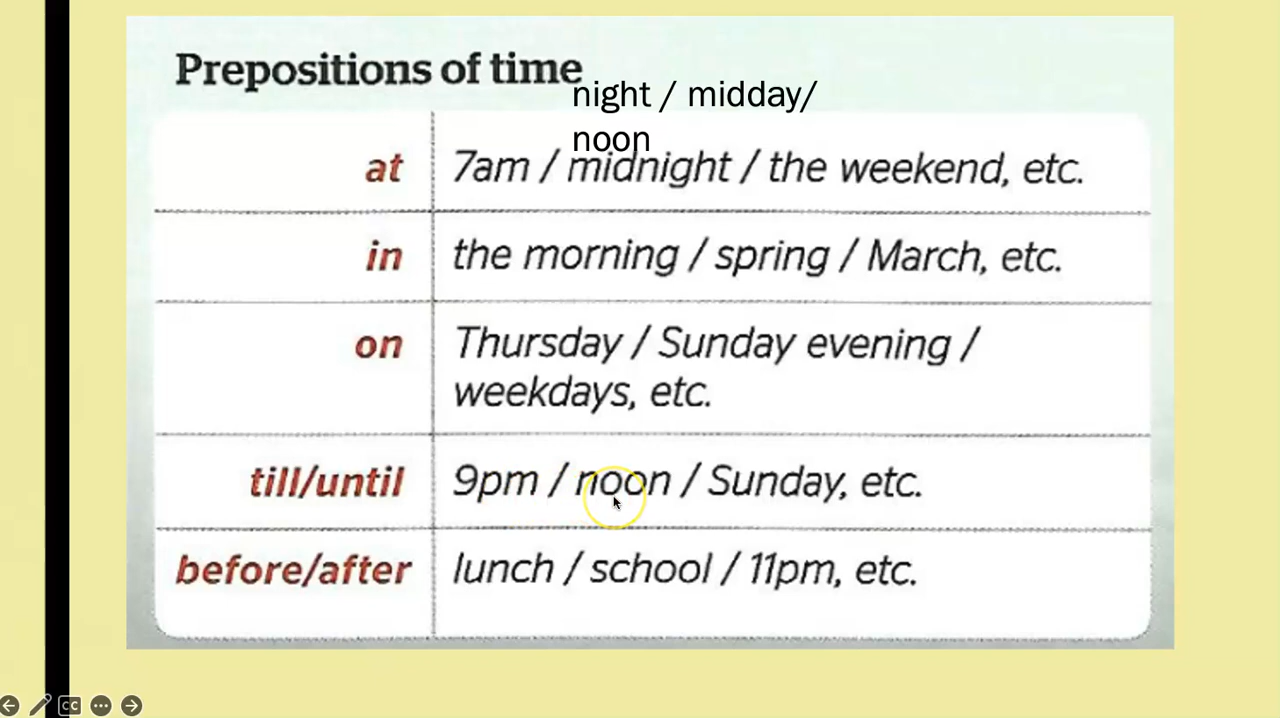 Prepositions of time
night / midday/
noon
at 7am / midnight / the weekend, etc.
in the morning / spring / March, etc.
on Thursday / Sunday evening /
weekdays, etc.
till/until 9pm / noon / Sunday, etc.
before/after lunch / school / 11pm, etc.
CC